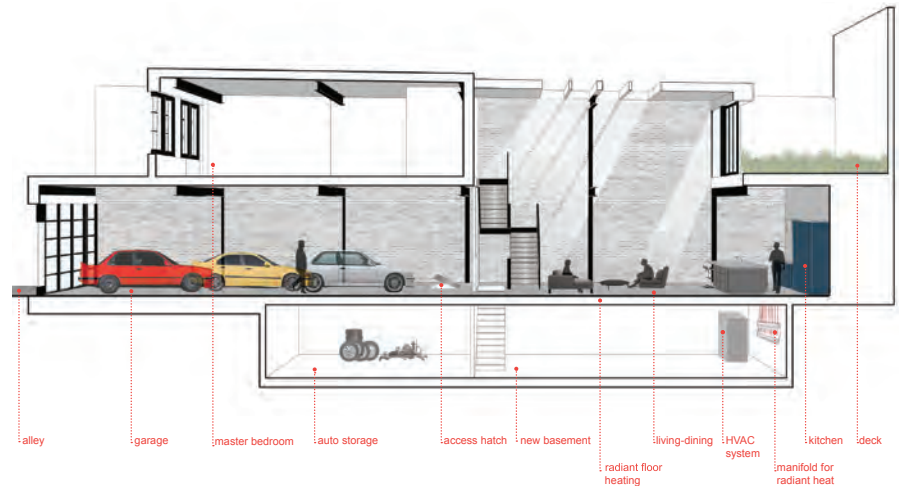 alley
garage
master bedroom
auto storage
access hatch
new basement
living-dining
HVAC
system
kitchen
deck
radiant floor
heating
manifold for
radiant heat